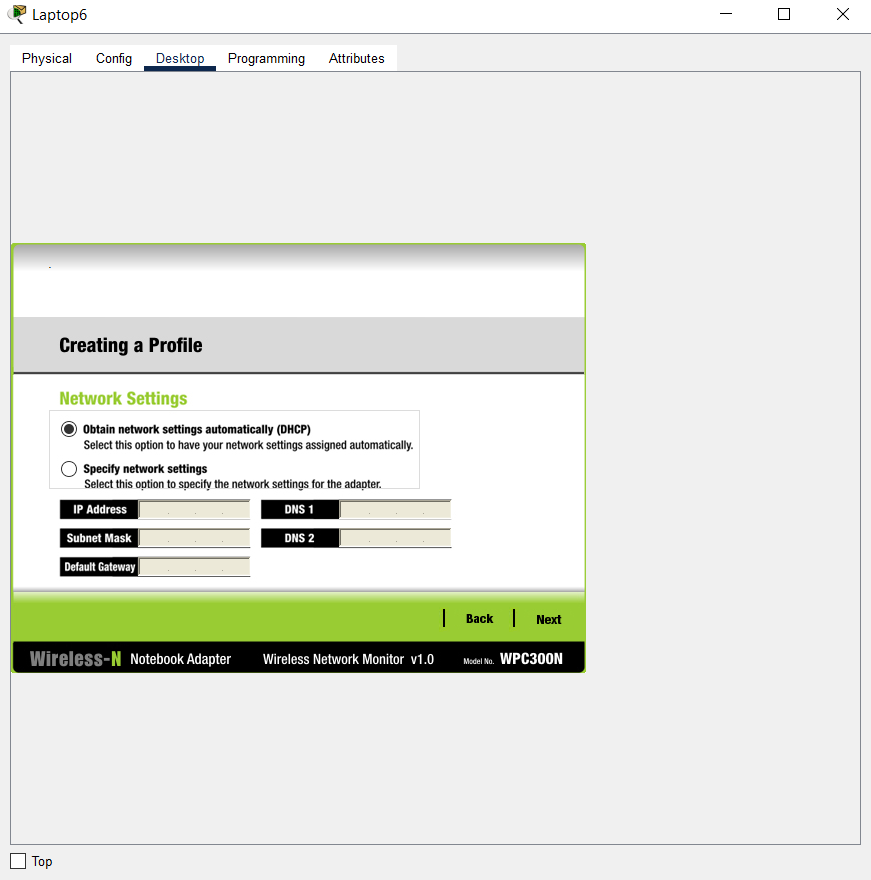 Laptop6
Physical Config Desktop Programming Attributes
Creating a Profile
Network Settings
Obtain network settings automatically (DHCP)
Select this option to have your network settings assigned automatically.
Specify network settings
Select this option to specify the network settings for the adapter.
IP Address . . . DNS 1 . . .
Subnet Mask . . . DNS 2 . . .
Default Gateway . . .
Back Next
Wireless-N Notebook Adapter Wireless Network Monitor v1.0 Model No. WPC300N
Top